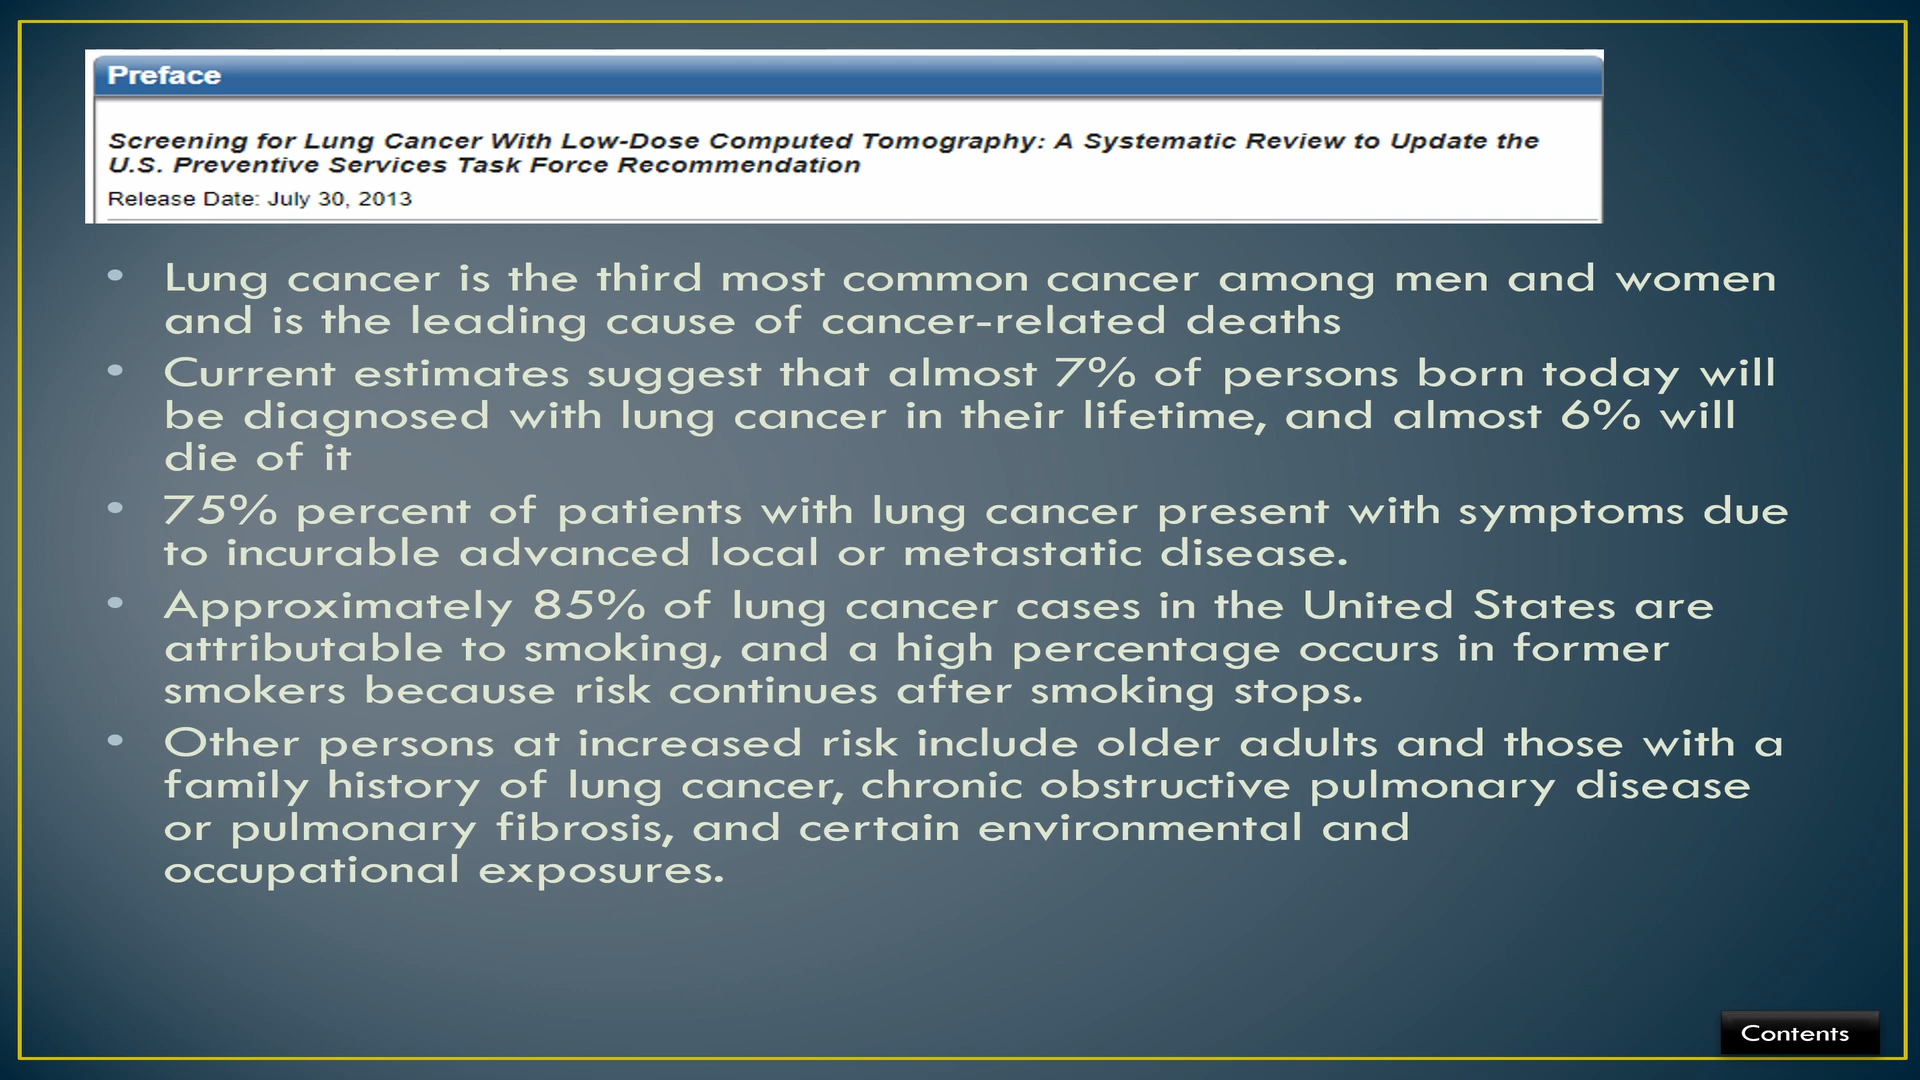 Preface
Screening for Lung Cancer With Low-Dose Computed Tomography: A Systematic Review to Update the
U.S. Preventive Services Task Force Recommendation
Release Date: July 30, 2013
• Lung cancer is the third most common cancer among men and women
and is the leading cause of cancer-related deaths
• Current estimates suggest that almost 7% of persons born today will
be diagnosed with lung cancer in their lifetime, and almost 6% will
die of it
• 75% percent of patients with lung cancer present with symptoms due
to incurable advanced local or metastatic disease.
• Approximately 85% of lung cancer cases in the United States are
attributable to smoking, and a high percentage occurs in former
smokers because risk continues after smoking stops.
• Other persons at increased risk include older adults and those with a
family history of lung cancer, chronic obstructive pulmonary disease
or pulmonary fibrosis, and certain environmental and
occupational exposures.
Contents